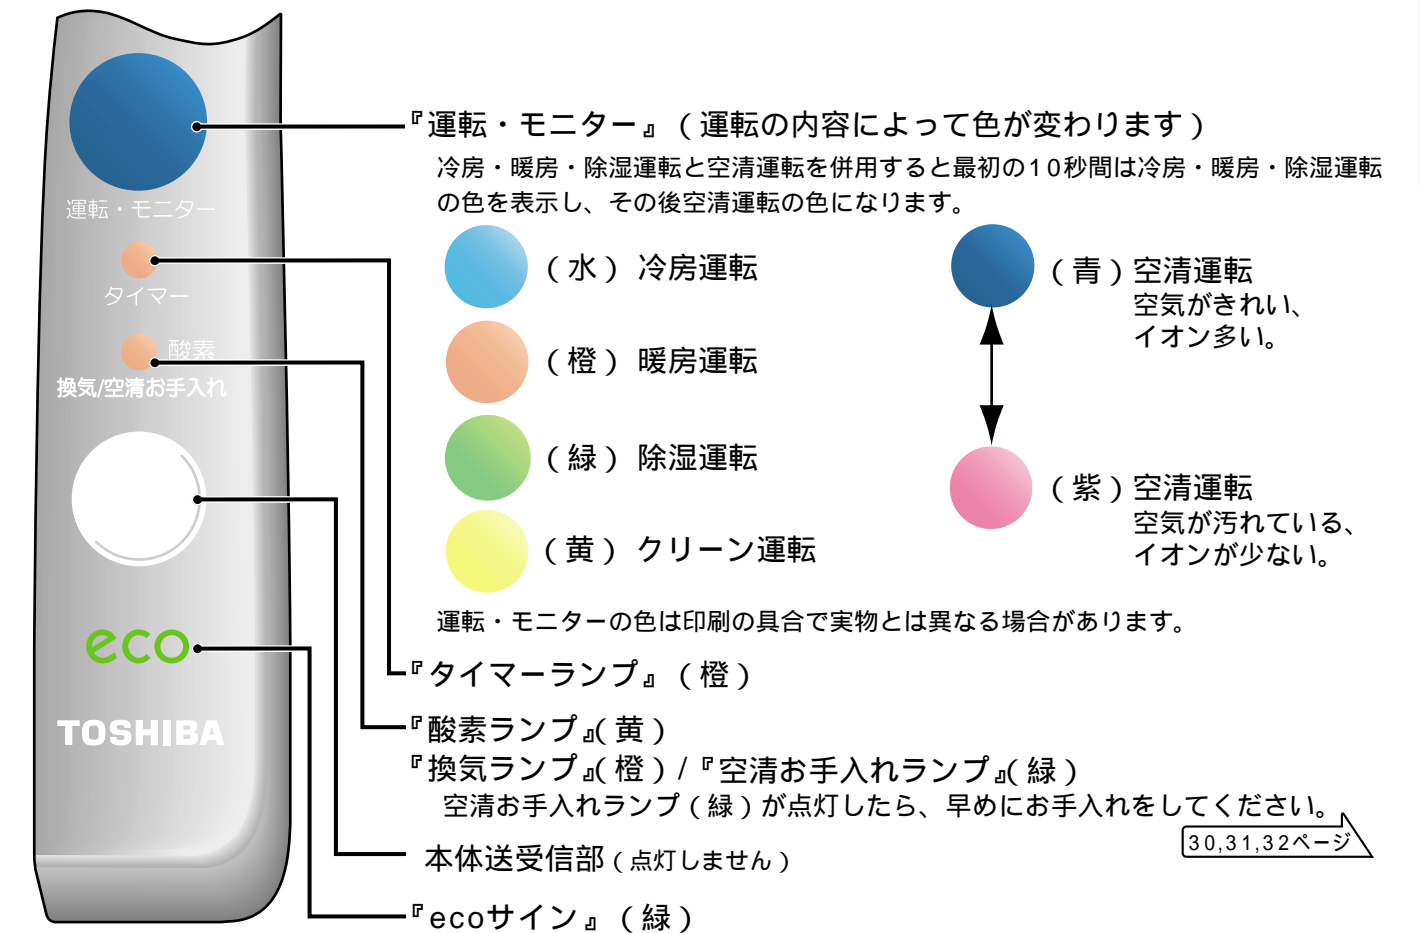 運転・モニター
タイマー
酸素
換気/空清お手入れ
eco
TOSHIBA
『運転・モニター』（運転の内容によって色が変わります）
冷房・暖房・除湿運転と空清運転を併用すると最初の10秒間は冷房・暖房・除湿運転
の色を表示し、その後空清運転の色になります。
（水）冷房運転
（橙）暖房運転
（緑）除湿運転
（黄）クリーン運転
（青）空清運転
空気がきれい、
イオン多い。
（紫）空清運転
空気が汚れている、
イオンが少ない。
運転・モニターの色は印刷の具合で実物とは異なる場合があります。
『タイマーランプ』（橙）
『酸素ランプ』（黄）
『換気ランプ』（橙）/『空清お手入れランプ』（緑）
空清お手入れランプ（緑）が点灯したら、早めにお手入れをしてください。
30,31,32ページ
本体送受信部（点灯しません）
『ecoサイン』（緑）